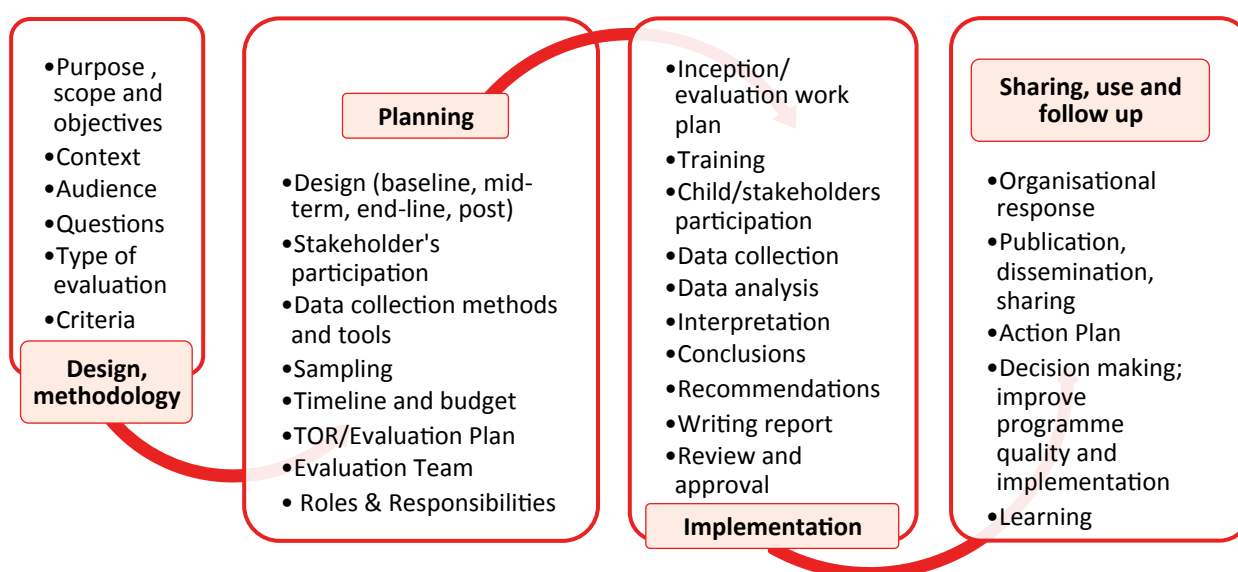 •Purpose ,
scope and
objectives
•Context
•Audience
•Questions
•Type of
evaluation
•Criteria
Design,
methodology
Planning
•Design (baseline, mid-
term, end-line, post)
•Stakeholder's
participation
•Data collection methods
and tools
•Sampling
•Timeline and budget
•TOR/Evaluation Plan
•Evaluation Team
• Roles & Responsibilities
•Inception/
evaluation work
plan
•Training
•Child/stakeholders
participation
•Data collection
•Data analysis
•Interpretation
•Conclusions
•Recommendations
•Writing report
•Review and
approval
Implementation
Sharing, use and
follow up
•Organisational
response
•Publication,
dissemination,
sharing
•Action Plan
•Decision making;
improve
programme
quality and
implementation
•Learning